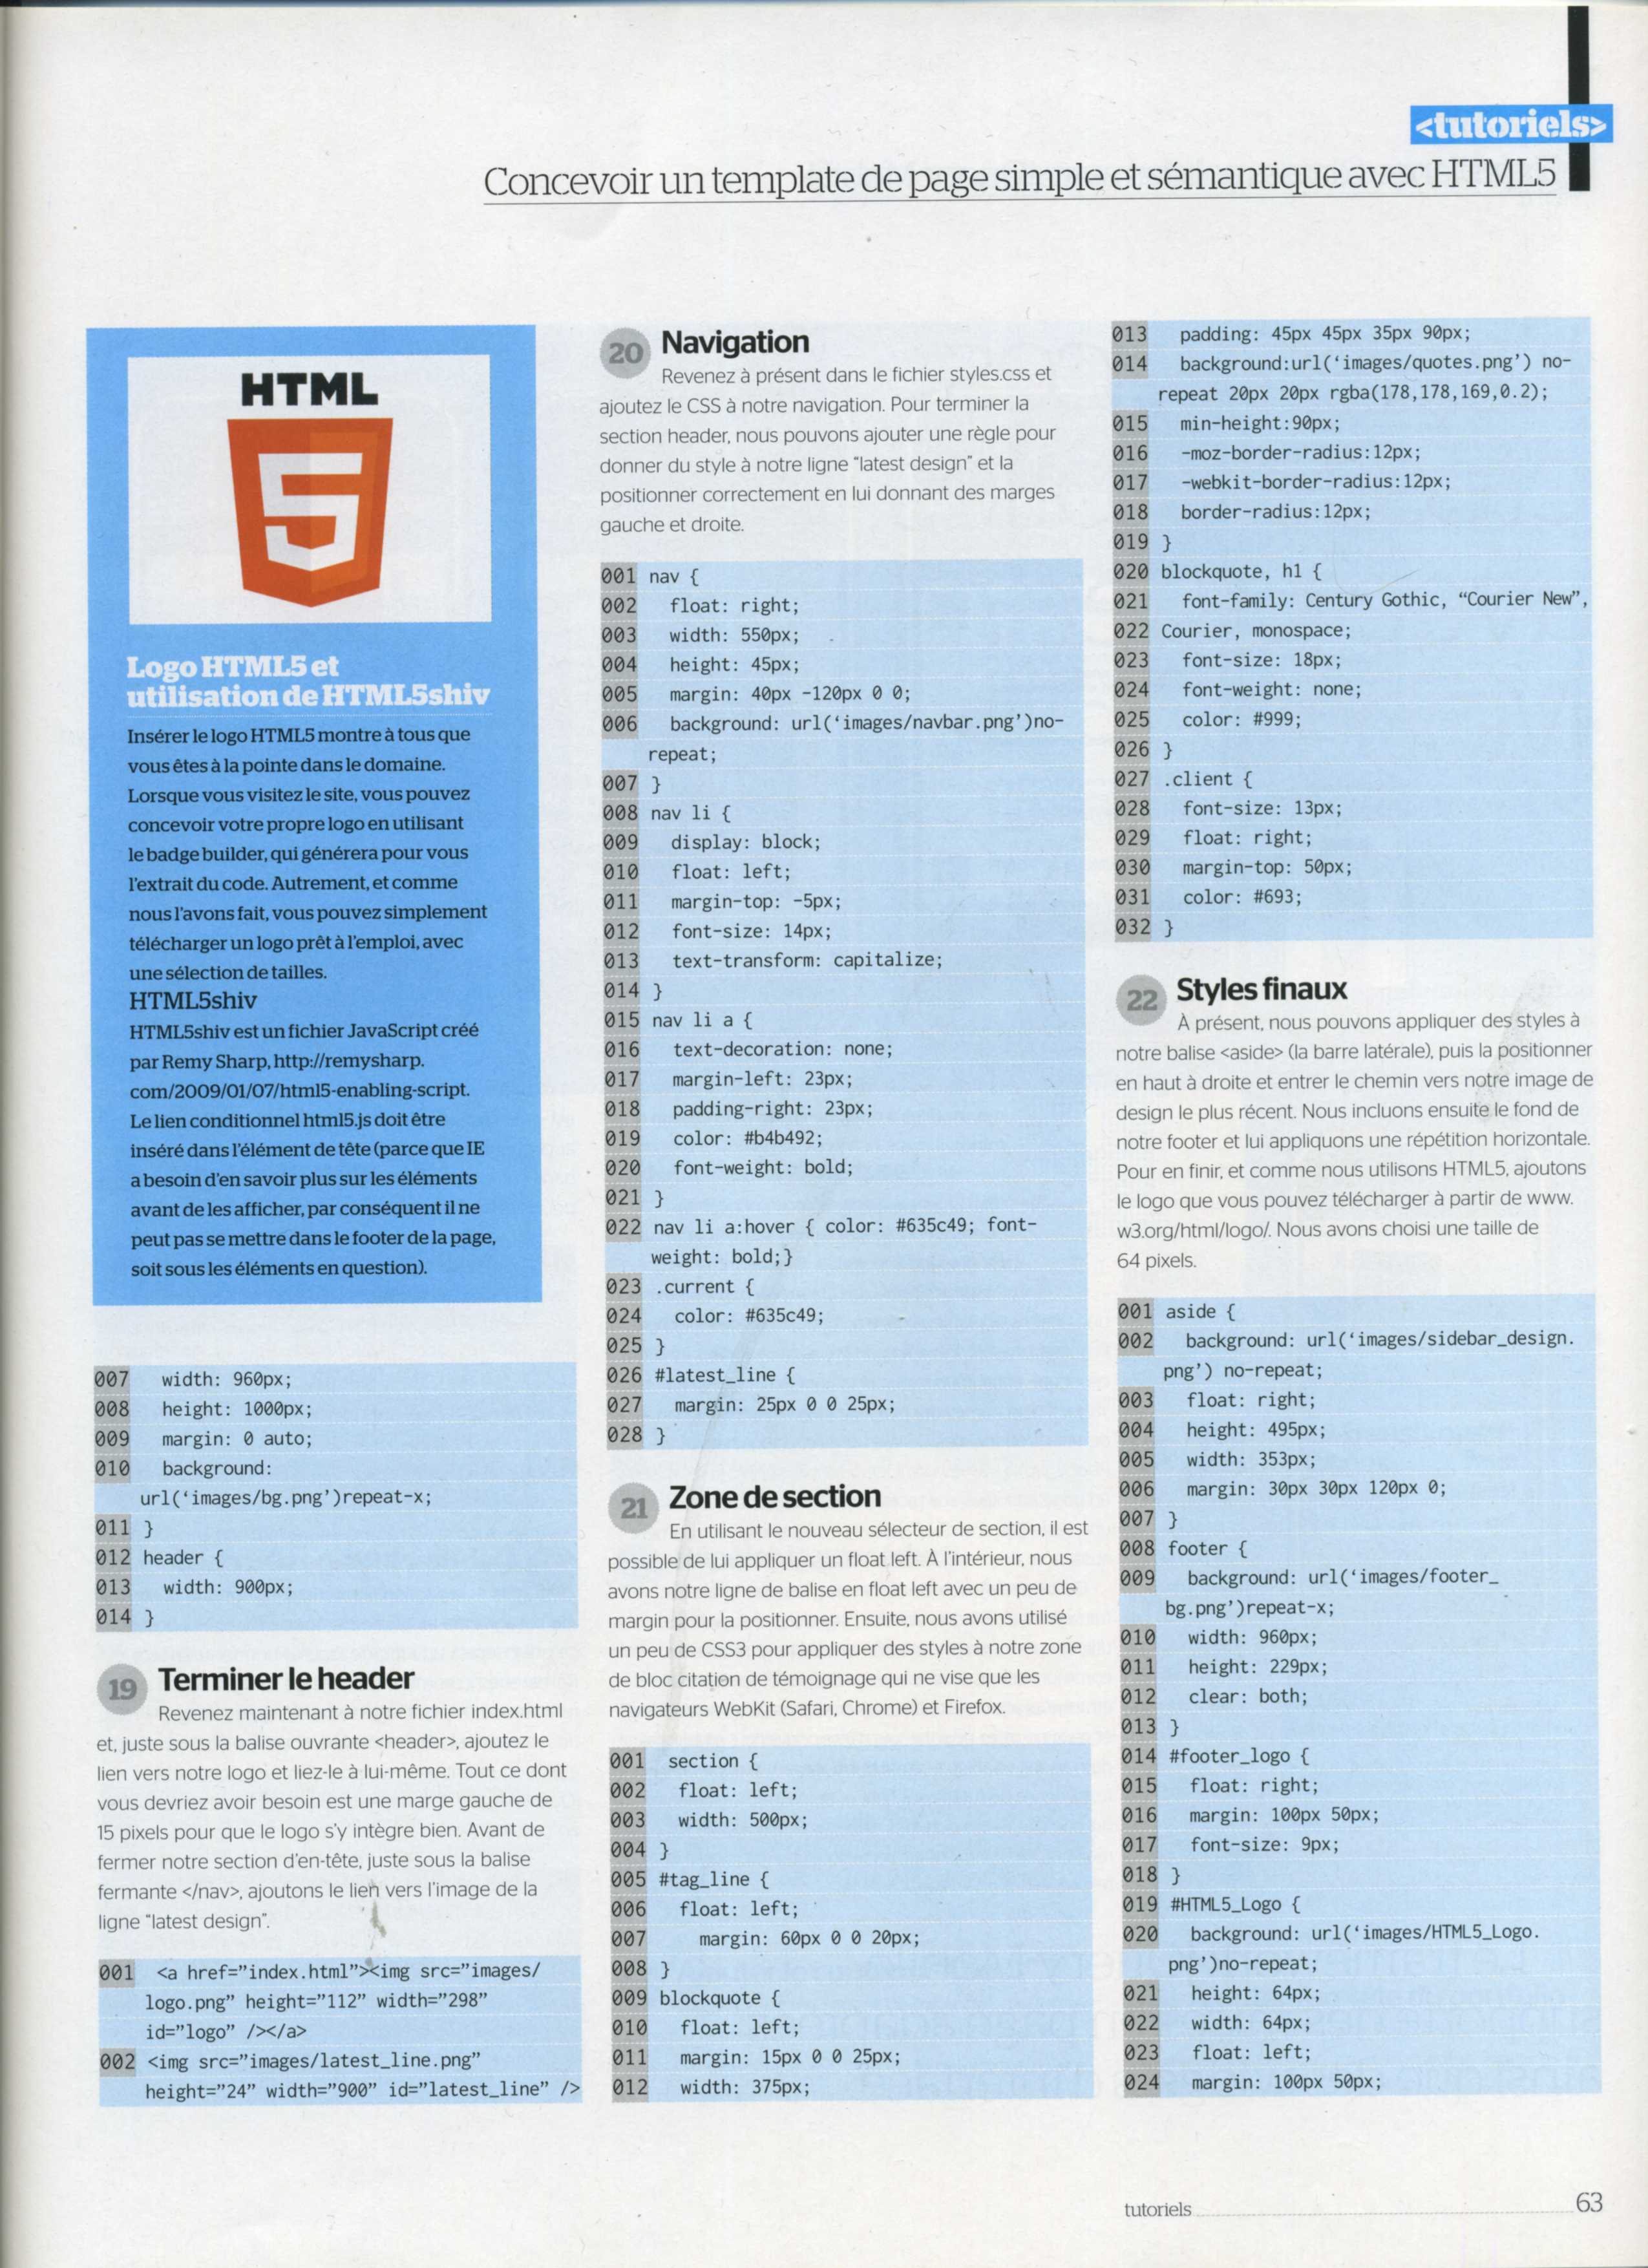 <tutoriels>
Concevoir un template de page simple et sémantique avec HTML5
HTML
5
Logo HTML5 et
utilisation de HTML5shiv
Insérer le logo HTML5 montre à tous que
vous êtes à la pointe dans le domaine.
Lorsque vous visitez le site, vous pouvez
concevoir votre propre logo en utilisant
le badge builder, qui générera pour vous
l'extrait du code. Autrement, et comme
nous l'avons fait, vous pouvez simplement
télécharger un logo prêt à l'emploi, avec
une sélection de tailles.
HTML5shiv
HTML5shiv est un fichier JavaScript créé
par Remy Sharp, http://remysharp.
com/2009/01/07/html5-enabling-script.
Le lien conditionnel html5.js doit être
inséré dans l'élément de tête (parce que IE
a besoin d'en savoir plus sur les éléments
avant de les afficher, par conséquent il ne
peut pas se mettre dans le footer de la page,
soit sous les éléments en question).
007 width: 960px;
008 height: 1000px;
009 margin: 0 auto;
010 background:
url(‘images/bg.png’)repeat-x;
011 }
012 header {
013 width: 900px;
014 }
19 Terminer le header
Revenez maintenant à notre fichier index.html
et, juste sous la balise ouvrante <header>, ajoutez le
lien vers notre logo et liez-le à lui-même. Tout ce dont
vous devriez avoir besoin est une marge gauche de
15 pixels pour que le logo s'y intègre bien. Avant de
fermer notre section d'en-tête, juste sous la balise
fermante </nav>, ajoutons le lien vers l'image de la
ligne "latest design".
001 <a href=”index.html”><img src=”images/
logo.png” height=”112” width=”298”
id=”logo” /></a>
002 <img src=”images/latest_line.png”
height=”24” width=”900” id=”latest_line” />
20 Navigation
Revenez à présent dans le fichier styles.css et
ajoutez le CSS à notre navigation. Pour terminer la
section header, nous pouvons ajouter une règle pour
donner du style à notre ligne "latest design" et la
positionner correctement en lui donnant des marges
gauche et droite.
001 nav {
002 float: right;
003 width: 550px;
004 height: 45px;
005 margin: 40px -120px 0 0;
006 background: url(‘images/navbar.png’)no-
repeat;
007 }
008 nav li {
009 display: block;
010 float: left;
011 margin-top: -5px;
012 font-size: 14px;
013 text-transform: capitalize;
014 }
015 nav li a {
016 text-decoration: none;
017 margin-left: 23px;
018 padding-right: 23px;
019 color: #b4b492;
020 font-weight: bold;
021 }
022 nav li a:hover { color: #635c49; font-
weight: bold;}
023 .current {
024 color: #635c49;
025 }
026 #latest_line {
027 margin: 25px 0 0 25px;
028 }
21 Zone de section
En utilisant le nouveau sélecteur de section, il est
possible de lui appliquer un float left. À l'intérieur, nous
avons notre ligne de balise en float left avec un peu de
margin pour la positionner. Ensuite, nous avons utilisé
un peu de CSS3 pour appliquer des styles à notre zone
de bloc citation de témoignage qui ne vise que les
navigateurs WebKit (Safari, Chrome) et Firefox.
001 section {
002 float: left;
003 width: 500px;
004 }
005 #tag_line {
006 float: left;
007 margin: 60px 0 0 20px;
008 }
009 blockquote {
010 float: left;
011 margin: 15px 0 0 25px;
012 width: 375px;
013 padding: 45px 45px 35px 90px;
014 background:url(‘images/quotes.png’) no-
repeat 20px 20px rgba(178,178,169,0.2);
015 min-height:90px;
016 -moz-border-radius:12px;
017 -webkit-border-radius:12px;
018 border-radius:12px;
019 }
020 blockquote, h1 {
021 font-family: Century Gothic, “Courier New”,
022 Courier, monospace;
023 font-size: 18px;
024 font-weight: none;
025 color: #999;
026 }
027 .client {
028 font-size: 13px;
029 float: right;
030 margin-top: 50px;
031 color: #693;
032 }
22 Styles finaux
À présent, nous pouvons appliquer des styles à
notre balise <aside> (la barre latérale), puis la positionner
en haut à droite et entrer le chemin vers notre image de
design le plus récent. Nous incluons ensuite le fond de
notre footer et lui appliquons une répétition horizontale.
Pour en finir, et comme nous utilisons HTML5, ajoutons
le logo que vous pouvez télécharger à partir de www.
w3.org/html/logo/. Nous avons choisi une taille de
64 pixels.
001 aside {
002 background: url(‘images/sidebar_design.
png’) no-repeat;
003 float: right;
004 height: 495px;
005 width: 353px;
006 margin: 30px 30px 120px 0;
007 }
008 footer {
009 background: url(‘images/footer_
bg.png’)repeat-x;
010 width: 960px;
011 height: 229px;
012 clear: both;
013 }
014 #footer_logo {
015 float: right;
016 margin: 100px 50px;
017 font-size: 9px;
018 }
019 #HTML5_Logo {
020 background: url(‘images/HTML5_Logo.
png’)no-repeat;
021 height: 64px;
022 width: 64px;
023 float: left;
024 margin: 100px 50px;
tutoriels 63